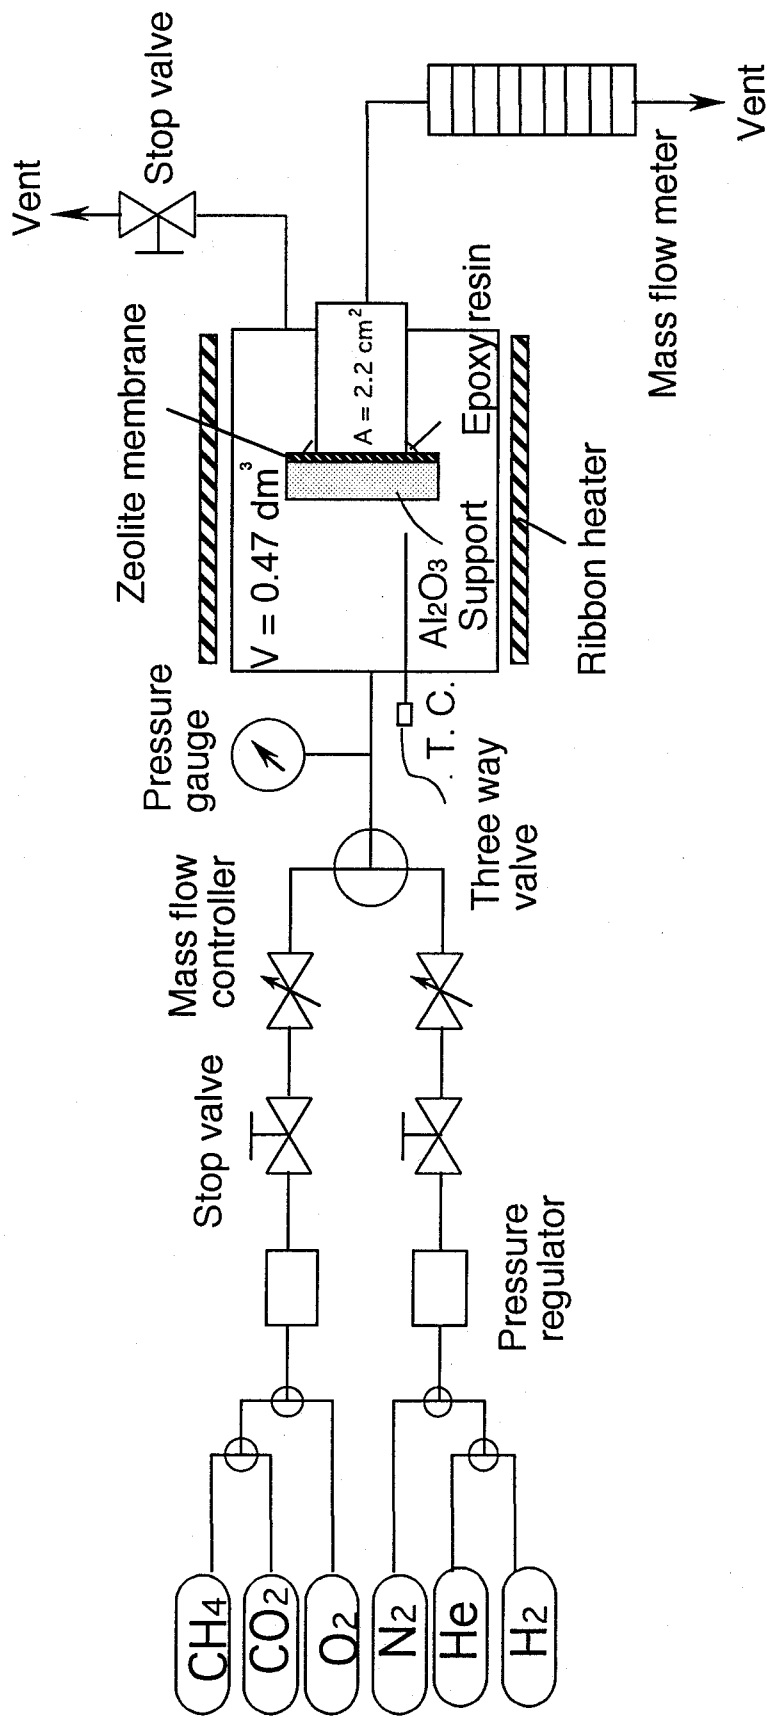 CH4
CO2
O2
N2
He
H2
Pressure
regulator
Stop valve
Mass flow
controller
Three way
valve
Pressure
gauge
T. C.
V = 0.47 dm3
Al2O3
Support
Zeolite membrane
A = 2.2 cm2
Epoxy resin
Ribbon heater
Vent
Stop valve
Mass flow meter
Vent